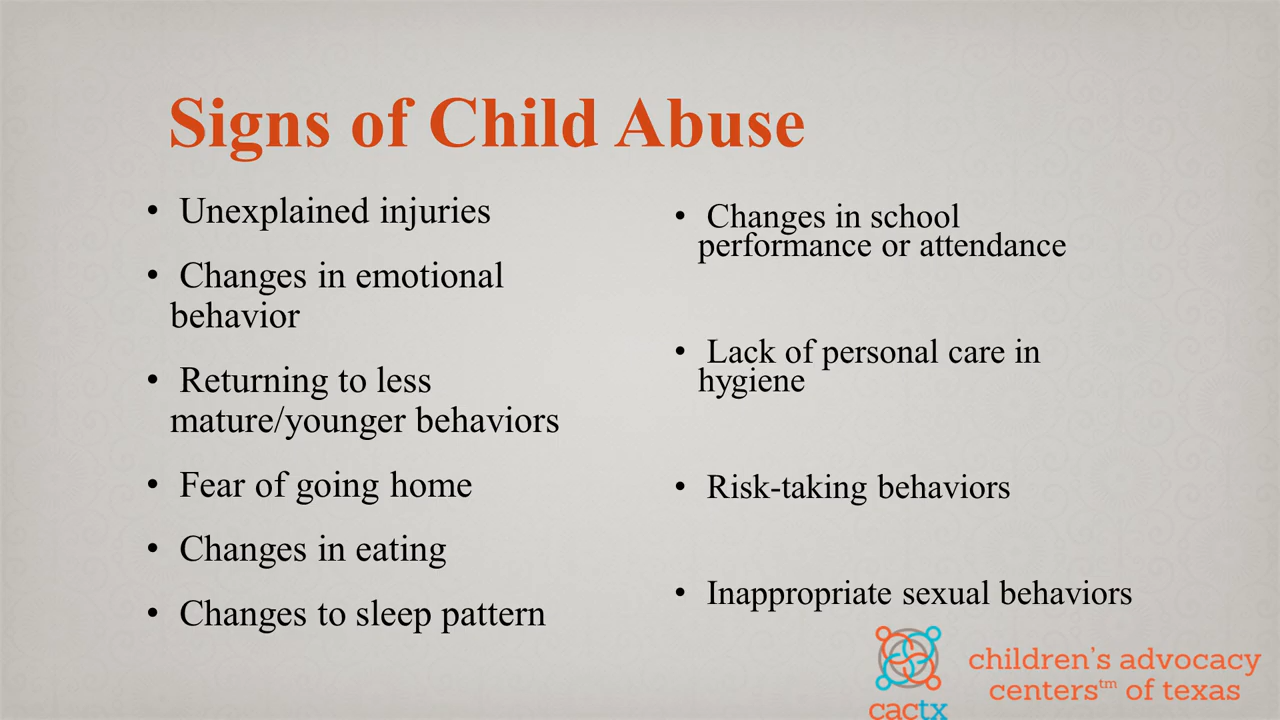 Signs of Child Abuse
• Unexplained injuries
• Changes in emotional
behavior
• Returning to less
mature/younger behaviors
• Fear of going home
• Changes in eating
• Changes to sleep pattern
• Changes in school
performance or attendance
• Lack of personal care in
hygiene
• Risk-taking behaviors
• Inappropriate sexual behaviors
cactx
children's advocacy
centers™ of texas